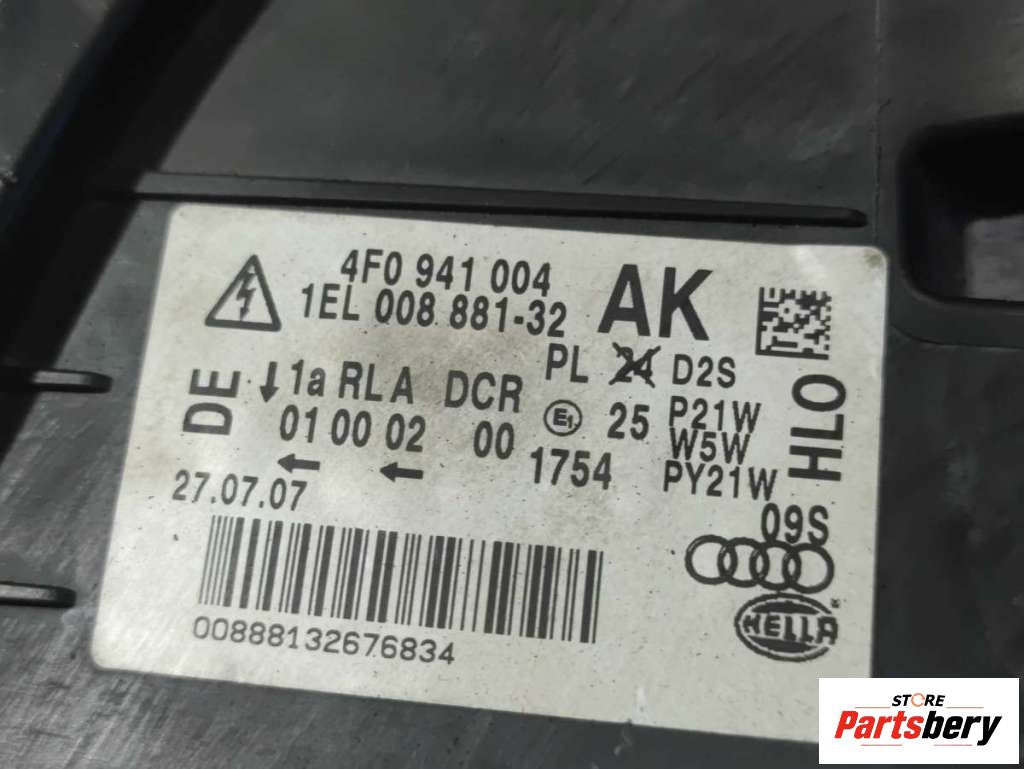 4F0 941 004 AK
1EL 008.881-32
DE 1a RL A DCR PL 24 D2S
01 00 02 00 E1 25 P21W
1754 W5W
PY21W
HLO
27.07.07
09S
00888132676834
HELLA
STORE
Partsbery